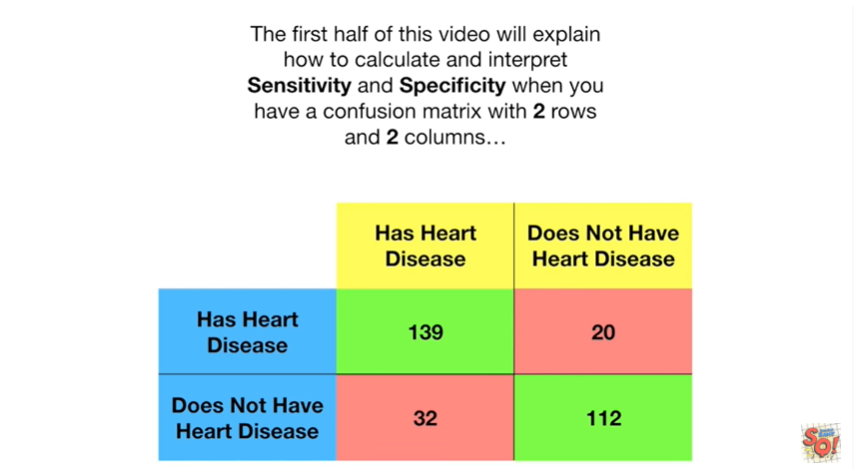 The first half of this video will explain
how to calculate and interpret
Sensitivity and Specificity when you
have a confusion matrix with 2 rows
and 2 columns...
Has Heart
Disease
Does Not Have
Heart Disease
Has Heart
Disease
139
20
Does Not Have
Heart Disease
32
112
SQ!